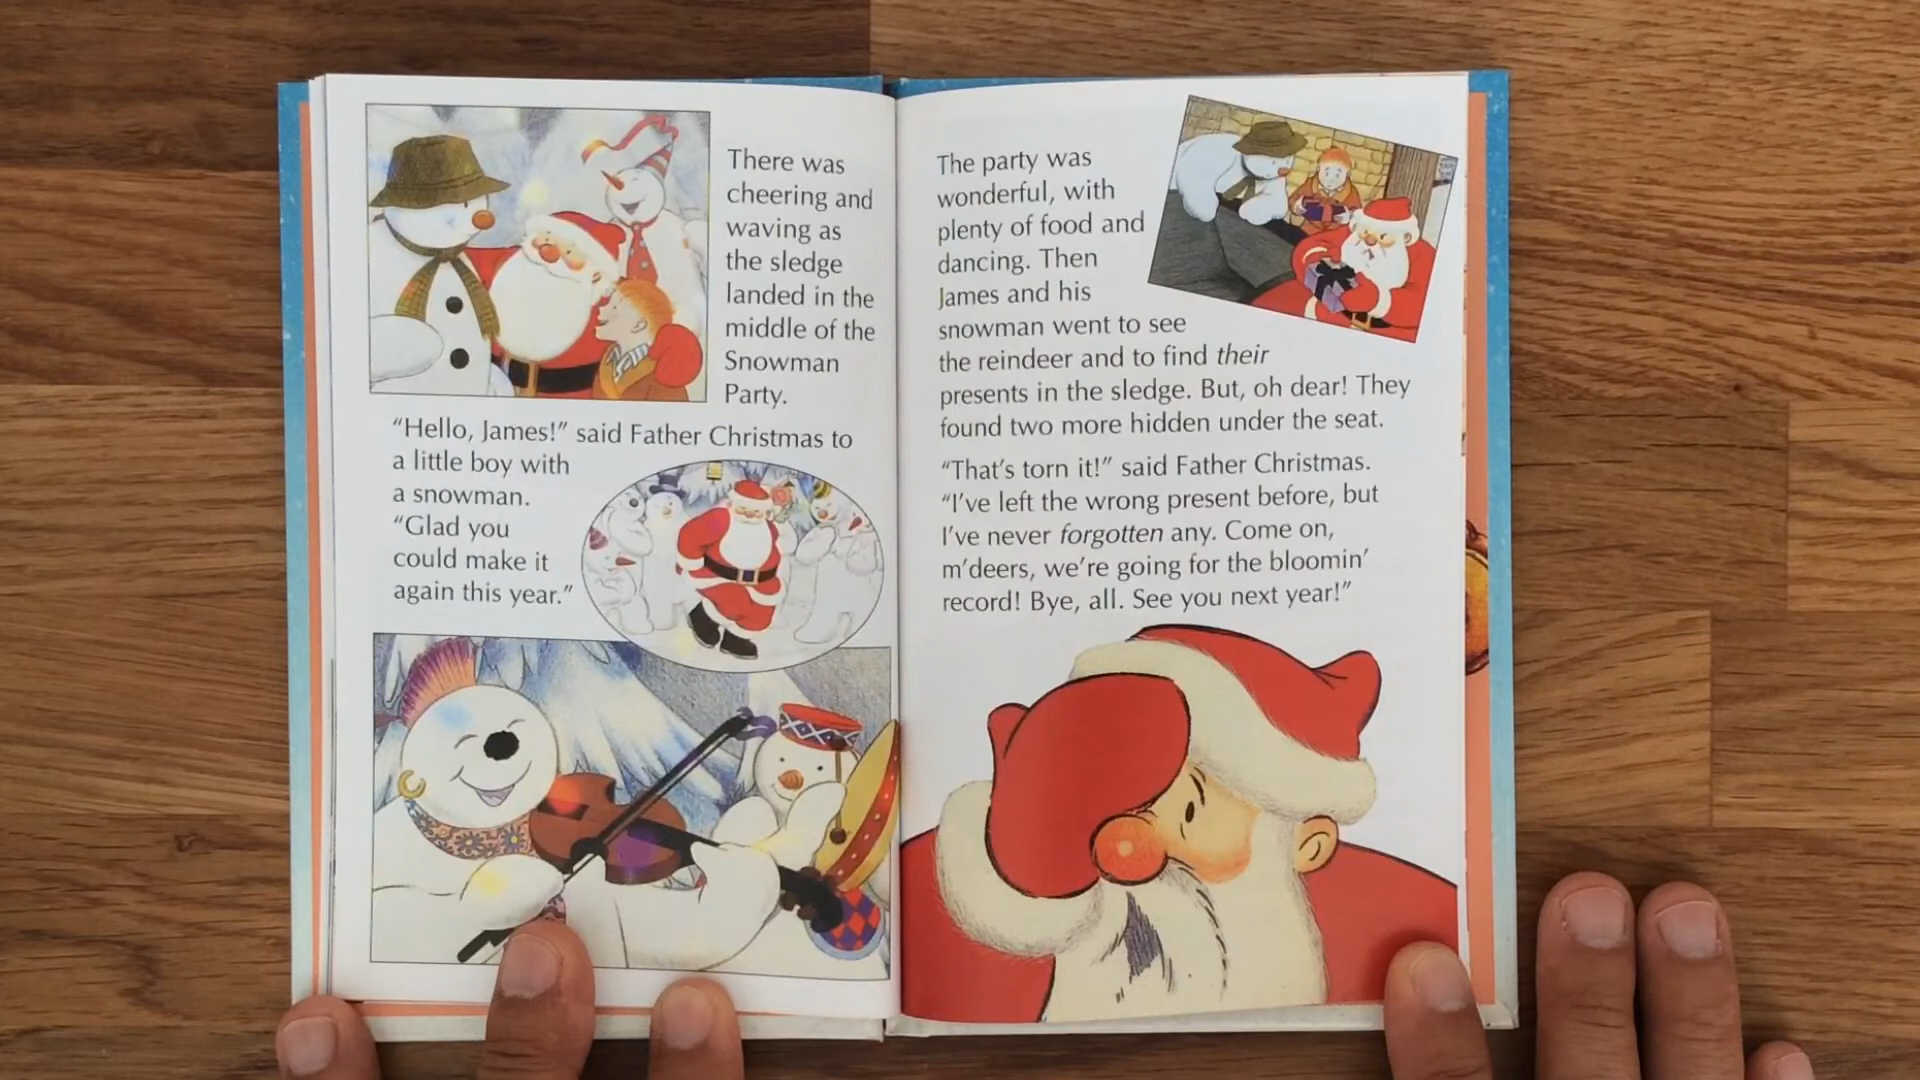 There was
cheering and
waving as
the sledge
landed in the
middle of the
Snowman
Party.
“Hello, James!” said Father Christmas to
a little boy with
a snowman.
“Glad you
could make it
again this year.”
The party was
wonderful, with
plenty of food and
dancing. Then
James and his
snowman went to see
the reindeer and to find their
presents in the sledge. But, oh dear! They
found two more hidden under the seat.
“That’s torn it!” said Father Christmas.
“I’ve left the wrong present before, but
I’ve never forgotten any. Come on,
m’deers, we’re going for the bloomin’
record! Bye, all. See you next year!”